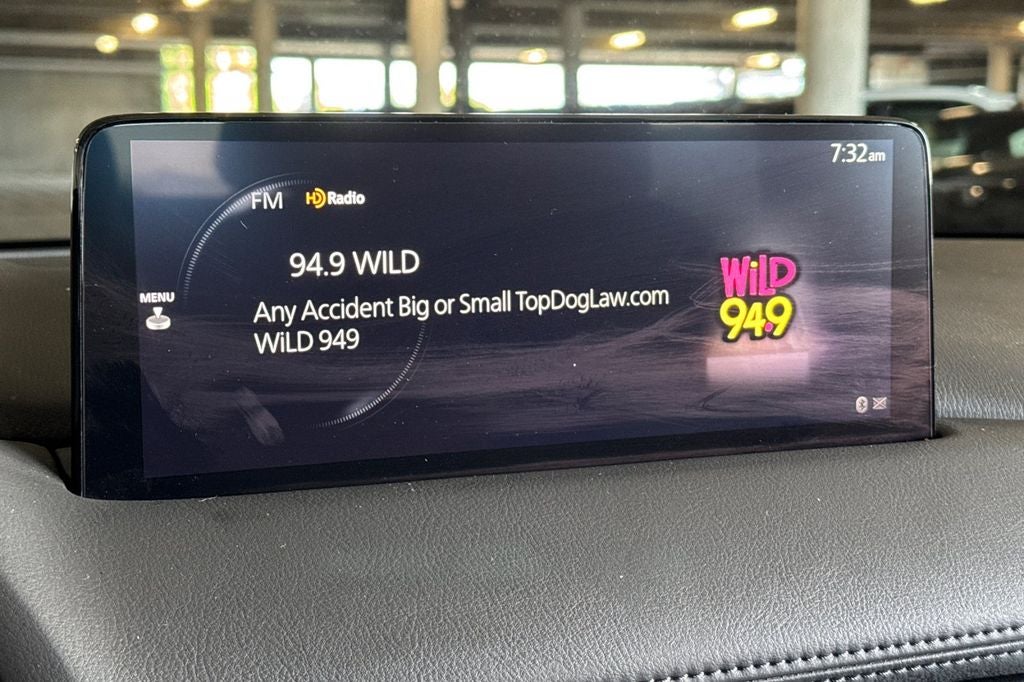 7:32am
FM HD Radio
94.9 WILD
MENU
Any Accident Big or Small TopDogLaw.com
WiLD 949
WiLD
94.9